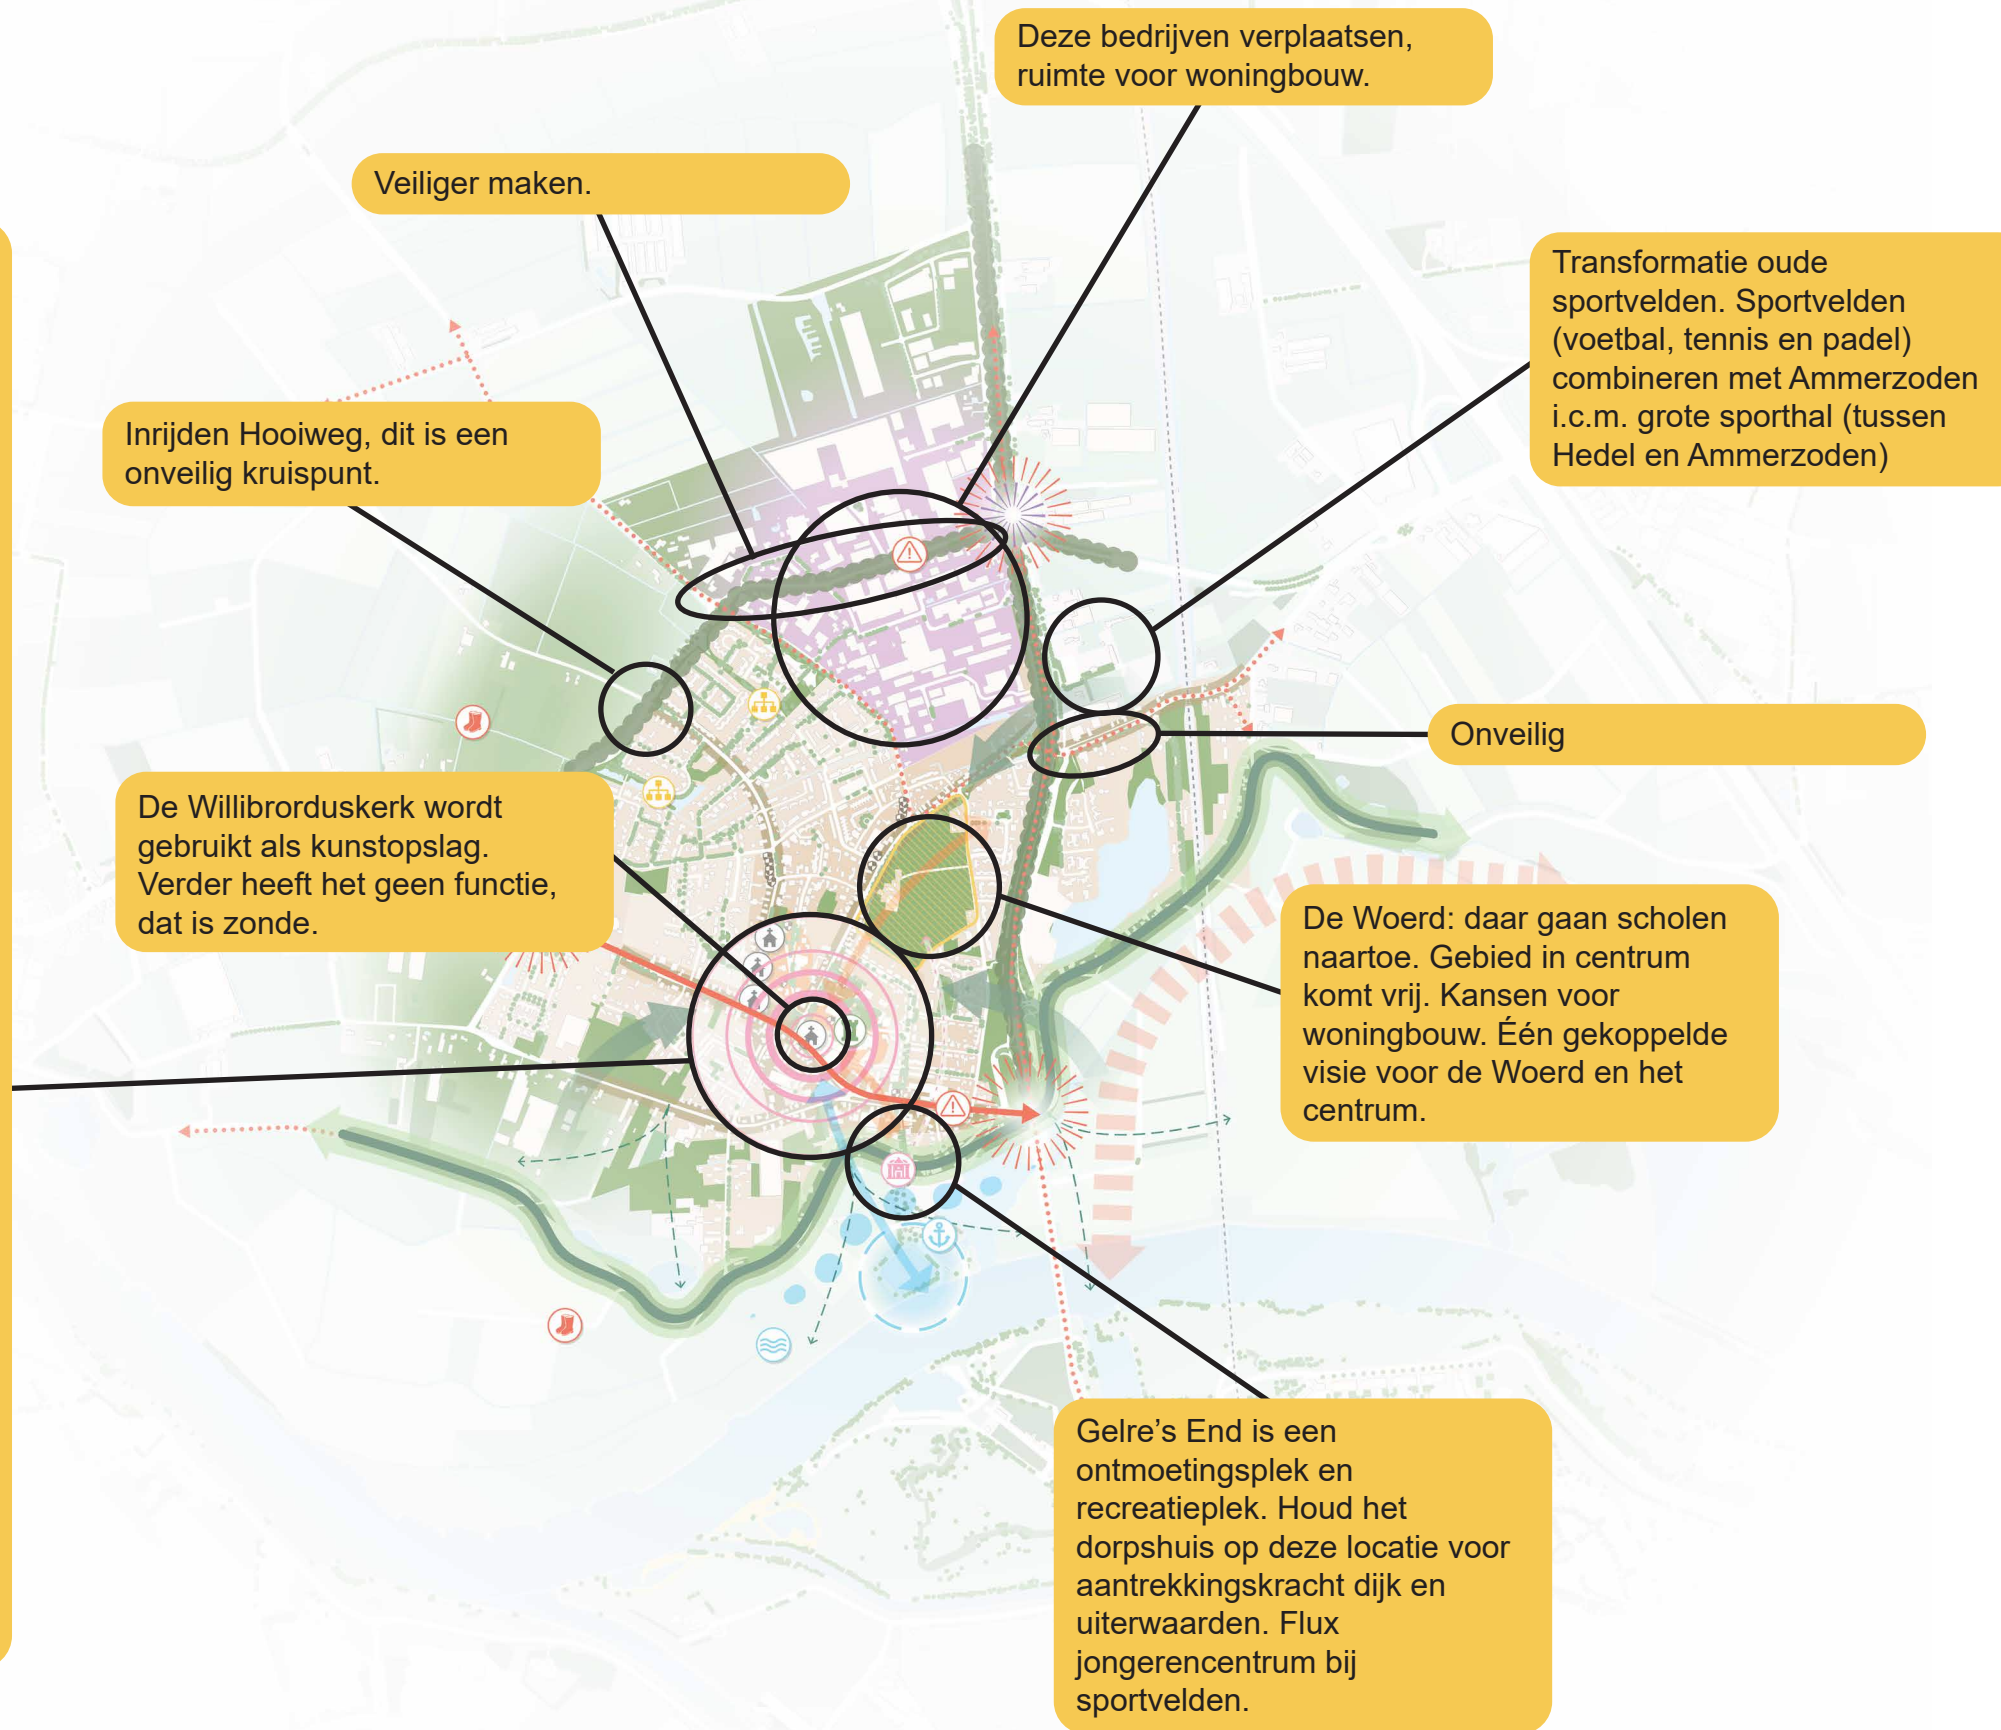 Deze bedrijven verplaatsen,
ruimte voor woningbouw.
Veiliger maken.
Transformatie oude
sportvelden. Sportvelden
(voetbal, tennis en padel)
combineren met Ammerzoden
i.c.m. grote sporthal (tussen
Hedel en Ammerzoden)
Inrijden Hooiweg, dit is een
onveilig kruispunt.
Onveilig
De Willibrorduskerk wordt
gebruikt als kunstopslag.
Verder heeft het geen functie,
dat is zonde.
De Woerd: daar gaan scholen
naartoe. Gebied in centrum
komt vrij. Kansen voor
woningbouw. Één gekoppelde
visie voor de Woerd en het
centrum.
Gelre’s End is een
ontmoetingsplek en
recreatieplek. Houd het
dorpshuis op deze locatie voor
aantrekkingskracht dijk en
uiterwaarden. Flux
jongerencentrum bij
sportvelden.